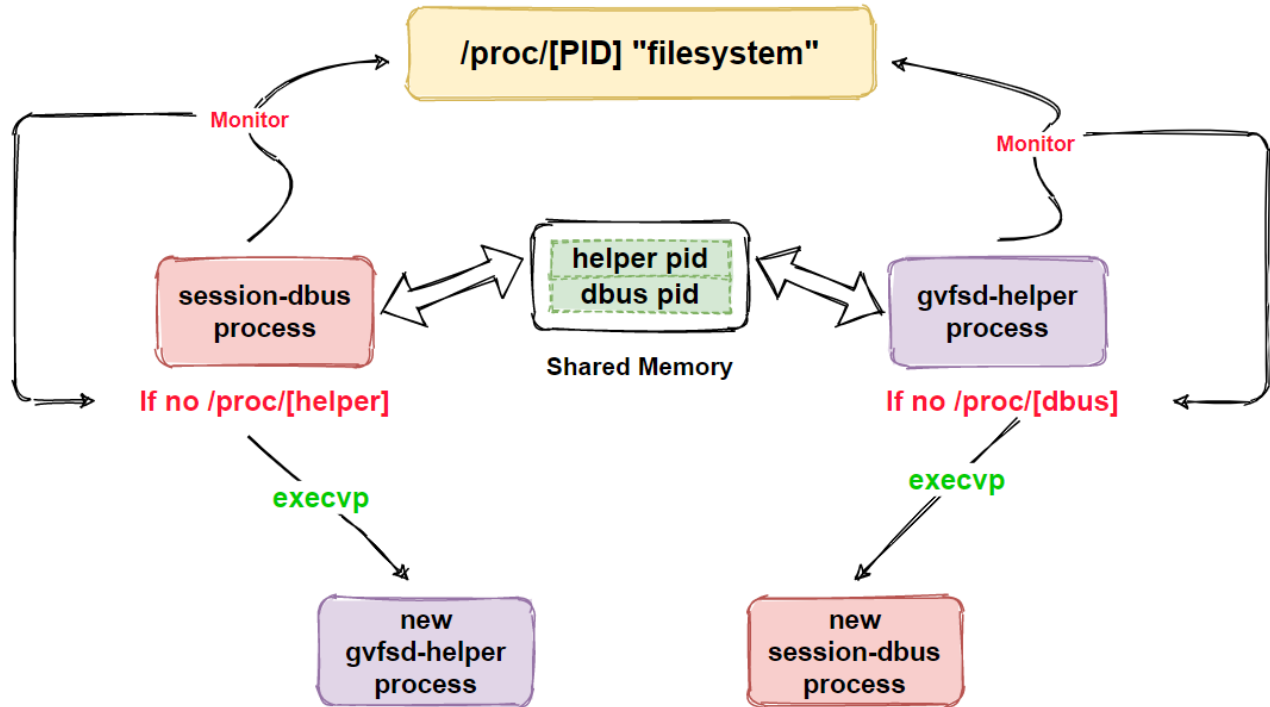 /proc/[PID] "filesystem"
Monitor
Monitor
helper pid
dbus pid
session-dbus
process
gvfsd-helper
process
Shared Memory
If no /proc/[helper]
If no /proc/[dbus]
execvp
execvp
new
gvfsd-helper
process
new
session-dbus
process